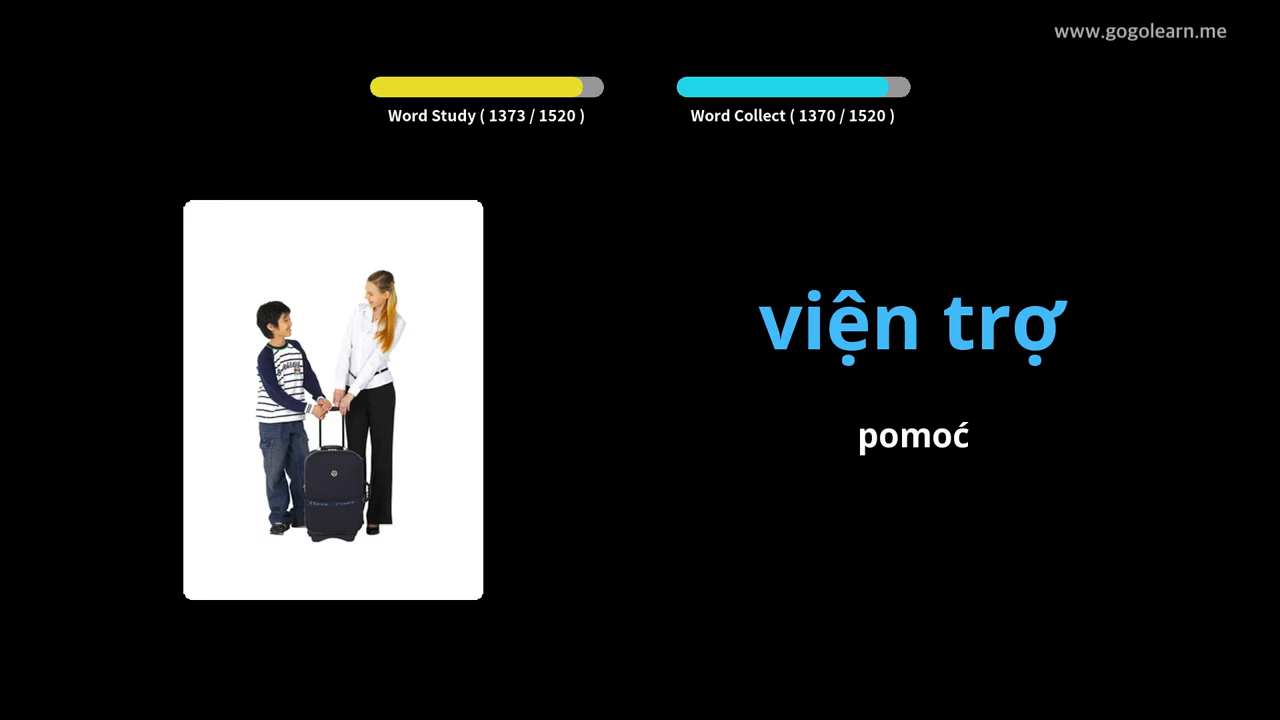 www.gogolearn.me
Word Study ( 1373 / 1520 )
Word Collect ( 1370 / 1520 )
viện trợ
pomoć